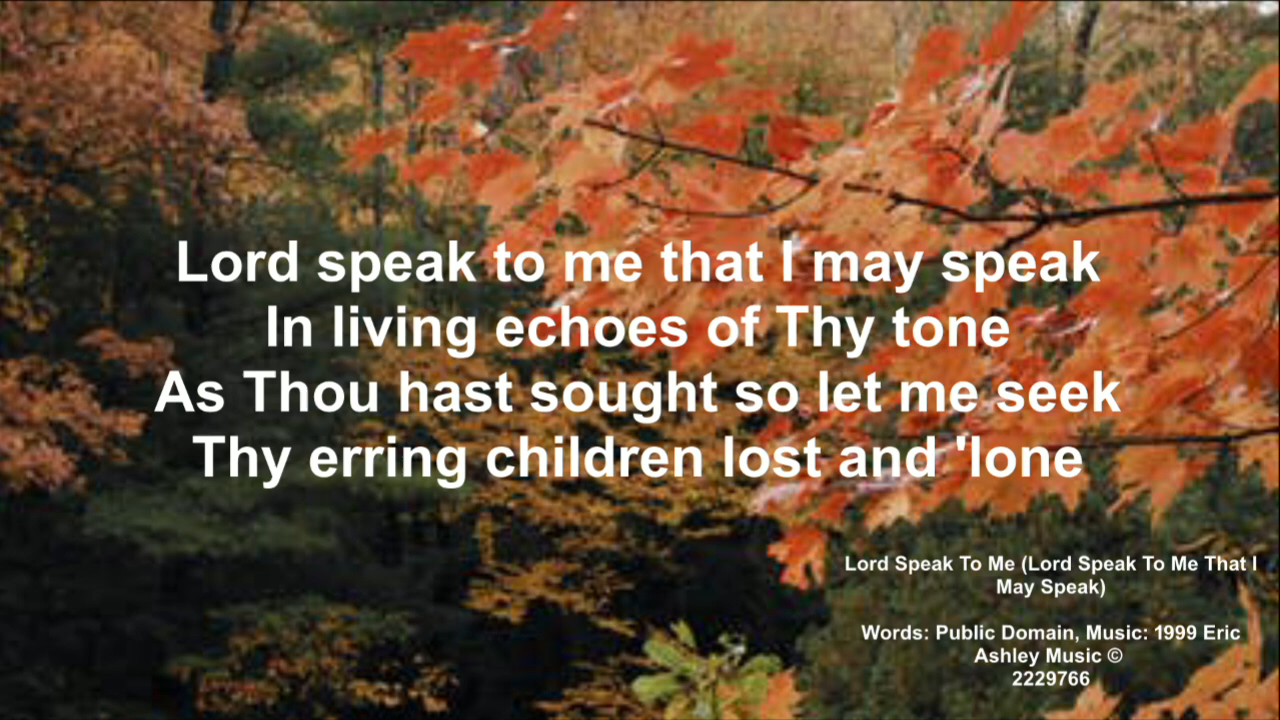 Lord speak to me that I may speak
In living echoes of Thy tone
As Thou hast sought so let me seek
Thy erring children lost and 'lone
Lord Speak To Me (Lord Speak To Me That I
May Speak)
Words: Public Domain, Music: 1999 Eric
Ashley Music ©
2229766